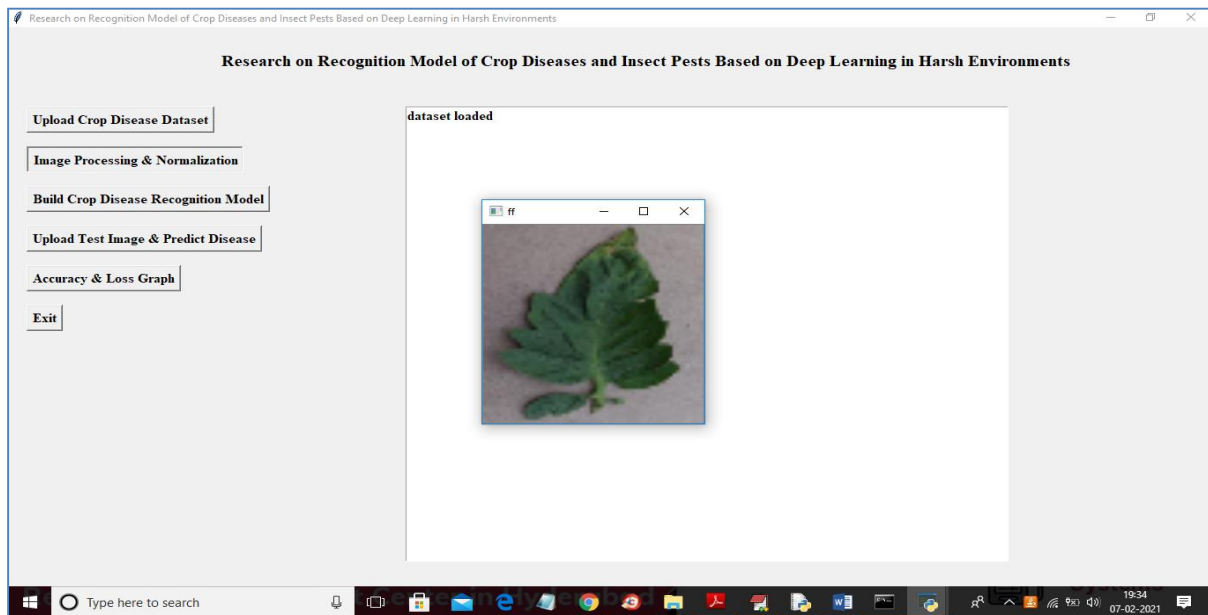 Research on Recognition Model of Crop Diseases and Insect Pests Based on Deep Learning in Harsh Environments
Research on Recognition Model of Crop Diseases and Insect Pests Based on Deep Learning in Harsh Environments
Upload Crop Disease Dataset
Image Processing & Normalization
Build Crop Disease Recognition Model
Upload Test Image & Predict Disease
Accuracy & Loss Graph
Exit
dataset loaded
ff
Type here to search
19:34
07-02-2021